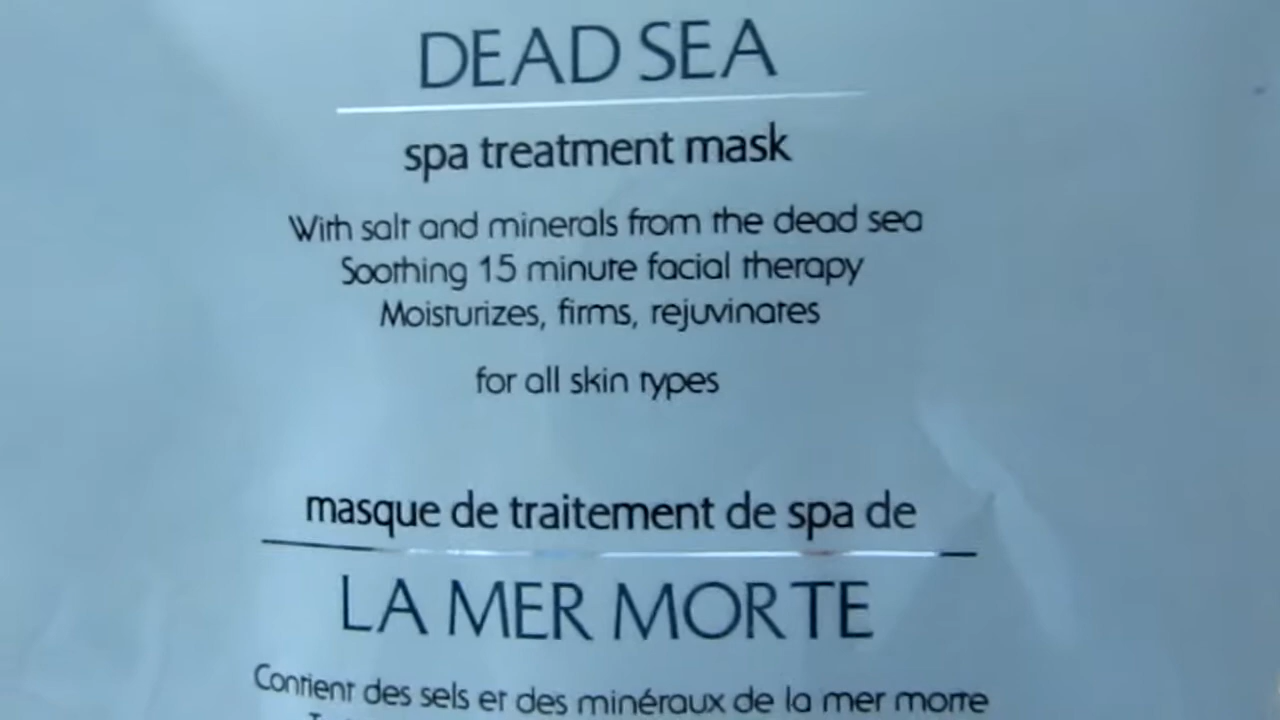 DEAD SEA
spa treatment mask
With salt and minerals from the dead sea
Soothing 15 minute facial therapy
Moisturizes, firms, rejuvinates
for all skin types
masque de traitement de spa de
LA MER MORTE
Contient des sels et des minéraux de la mer morte